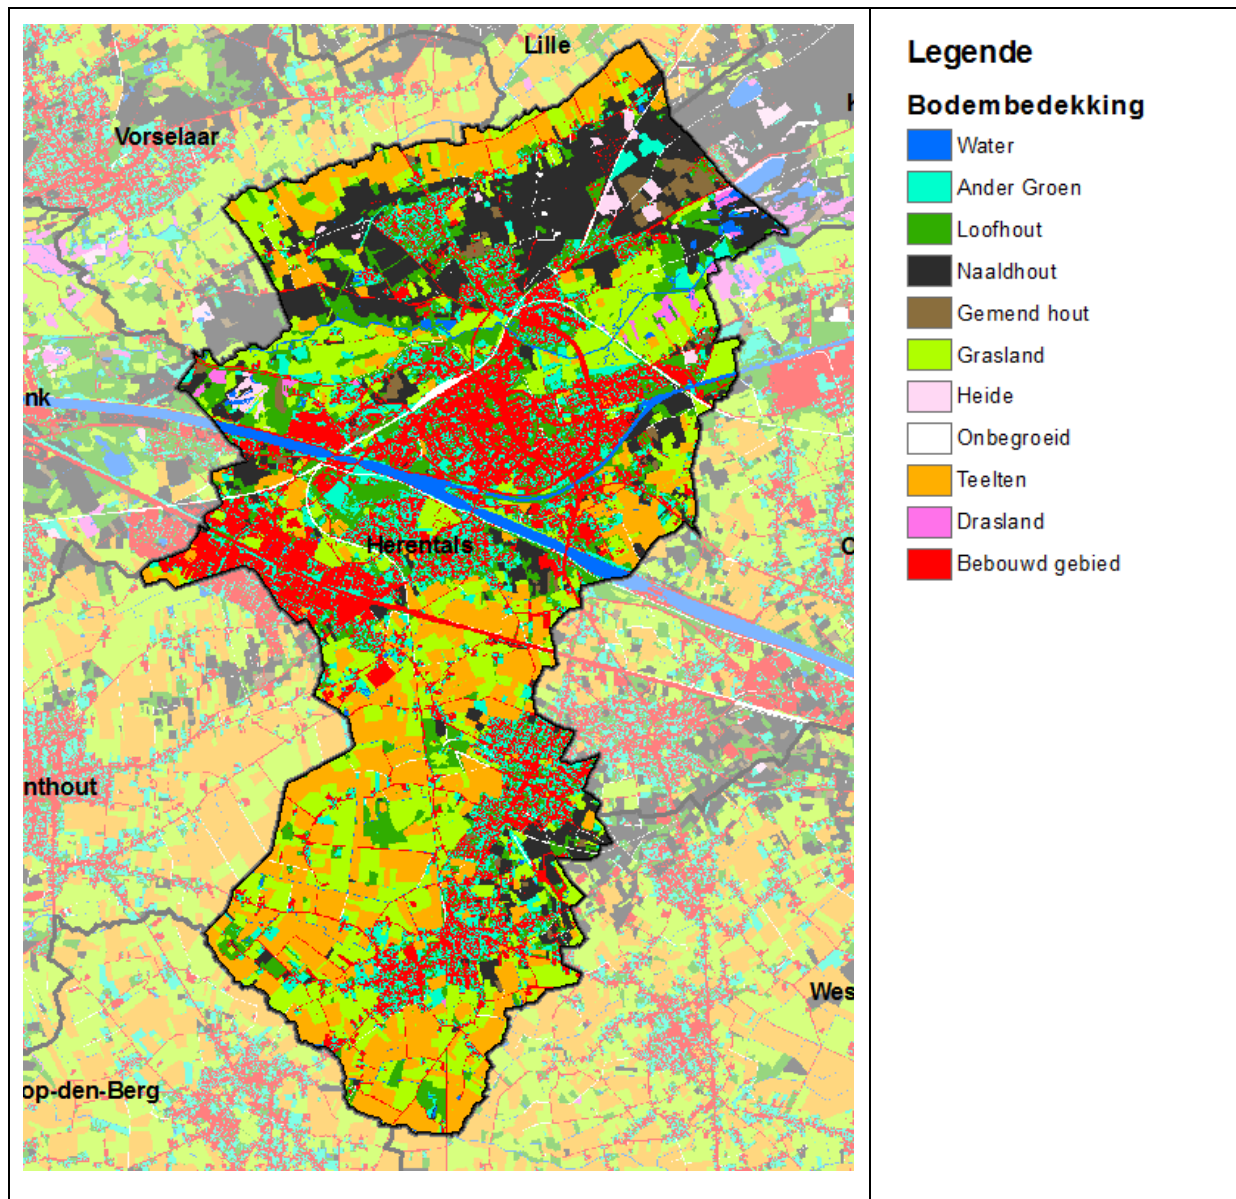 Lille
Vorselaar
nk
Herentals
nthout
Wes
op-den-Berg
Legende
Bodembedekking
Water
Ander Groen
Loofhout
Naaldhout
Gemend hout
Grasland
Heide
Onbegroeid
Teelten
Drasland
Bebouwd gebied